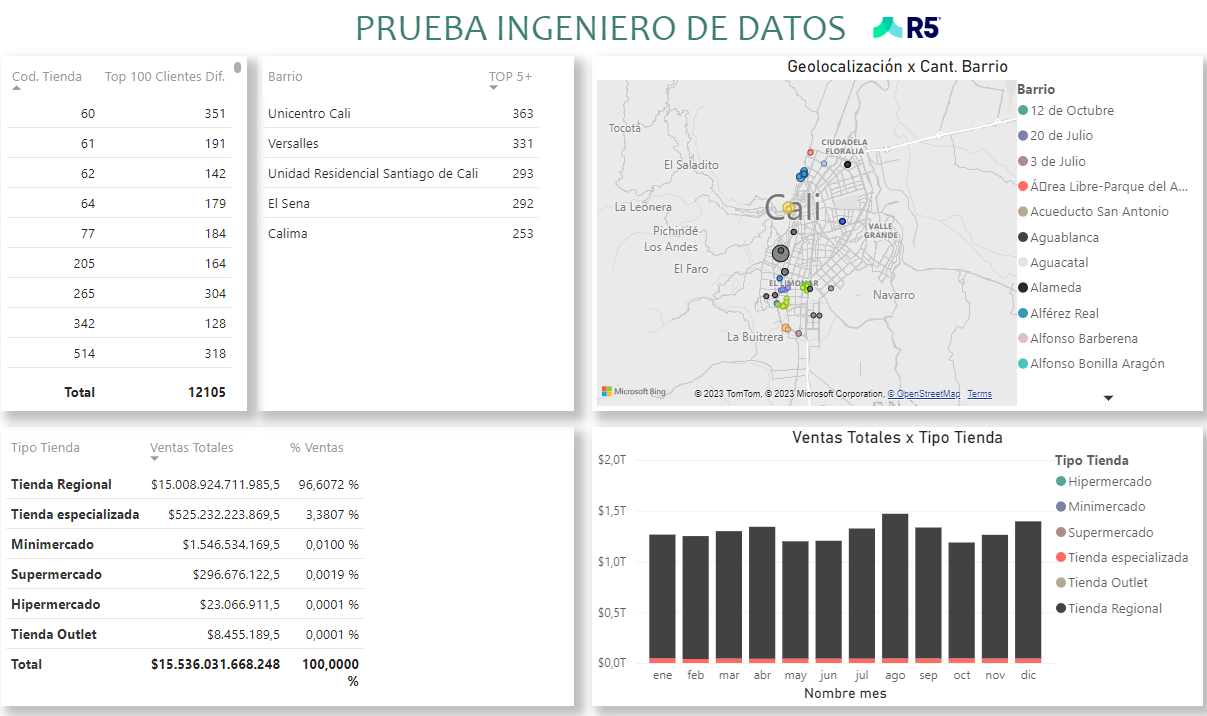 PRUEBA INGENIERO DE DATOS R5
Cod. Tienda Top 100 Clientes Dif.
60 351
61 191
62 142
64 179
77 184
205 164
265 304
342 128
514 318
Total 12105
Barrio TOP 5+
Unicentro Cali 363
Versalles 331
Unidad Residencial Santiago de Cali 293
El Sena 292
Calima 253
Geolocalización x Cant. Barrio
Tocotá
CIUDADELA
FLORALIA
El Saladito
La Leonera
Cali
Pichindé
VALLE
GRANDE
Los Andes
El Faro
EL LIMONAR
Navarro
La Buitrera
Microsoft Bing
© 2023 TomTom, © 2023 Microsoft Corporation, © OpenStreetMap Terms
Barrio
12 de Octubre
20 de Julio
3 de Julio
Á▯rea Libre-Parque del A...
Acueducto San Antonio
Aguablanca
Aguacatal
Alameda
Alférez Real
Alfonso Barberena
Alfonso Bonilla Aragón
Tipo Tienda Ventas Totales % Ventas
Tienda Regional $15.008.924.711.985,5 96,6072 %
Tienda especializada $525.232.223.869,5 3,3807 %
Minimercado $1.546.534.169,5 0,0100 %
Supermercado $296.676.122,5 0,0019 %
Hipermercado $23.066.911,5 0,0001 %
Tienda Outlet $8.455.189,5 0,0001 %
Total $15.536.031.668.248 100,0000
%
Ventas Totales x Tipo Tienda
$2,0T
$1,5T
$1,0T
$0,5T
$0,0T
ene feb mar abr may jun jul ago sep oct nov dic
Nombre mes
Tipo Tienda
Hipermercado
Minimercado
Supermercado
Tienda especializada
Tienda Outlet
Tienda Regional